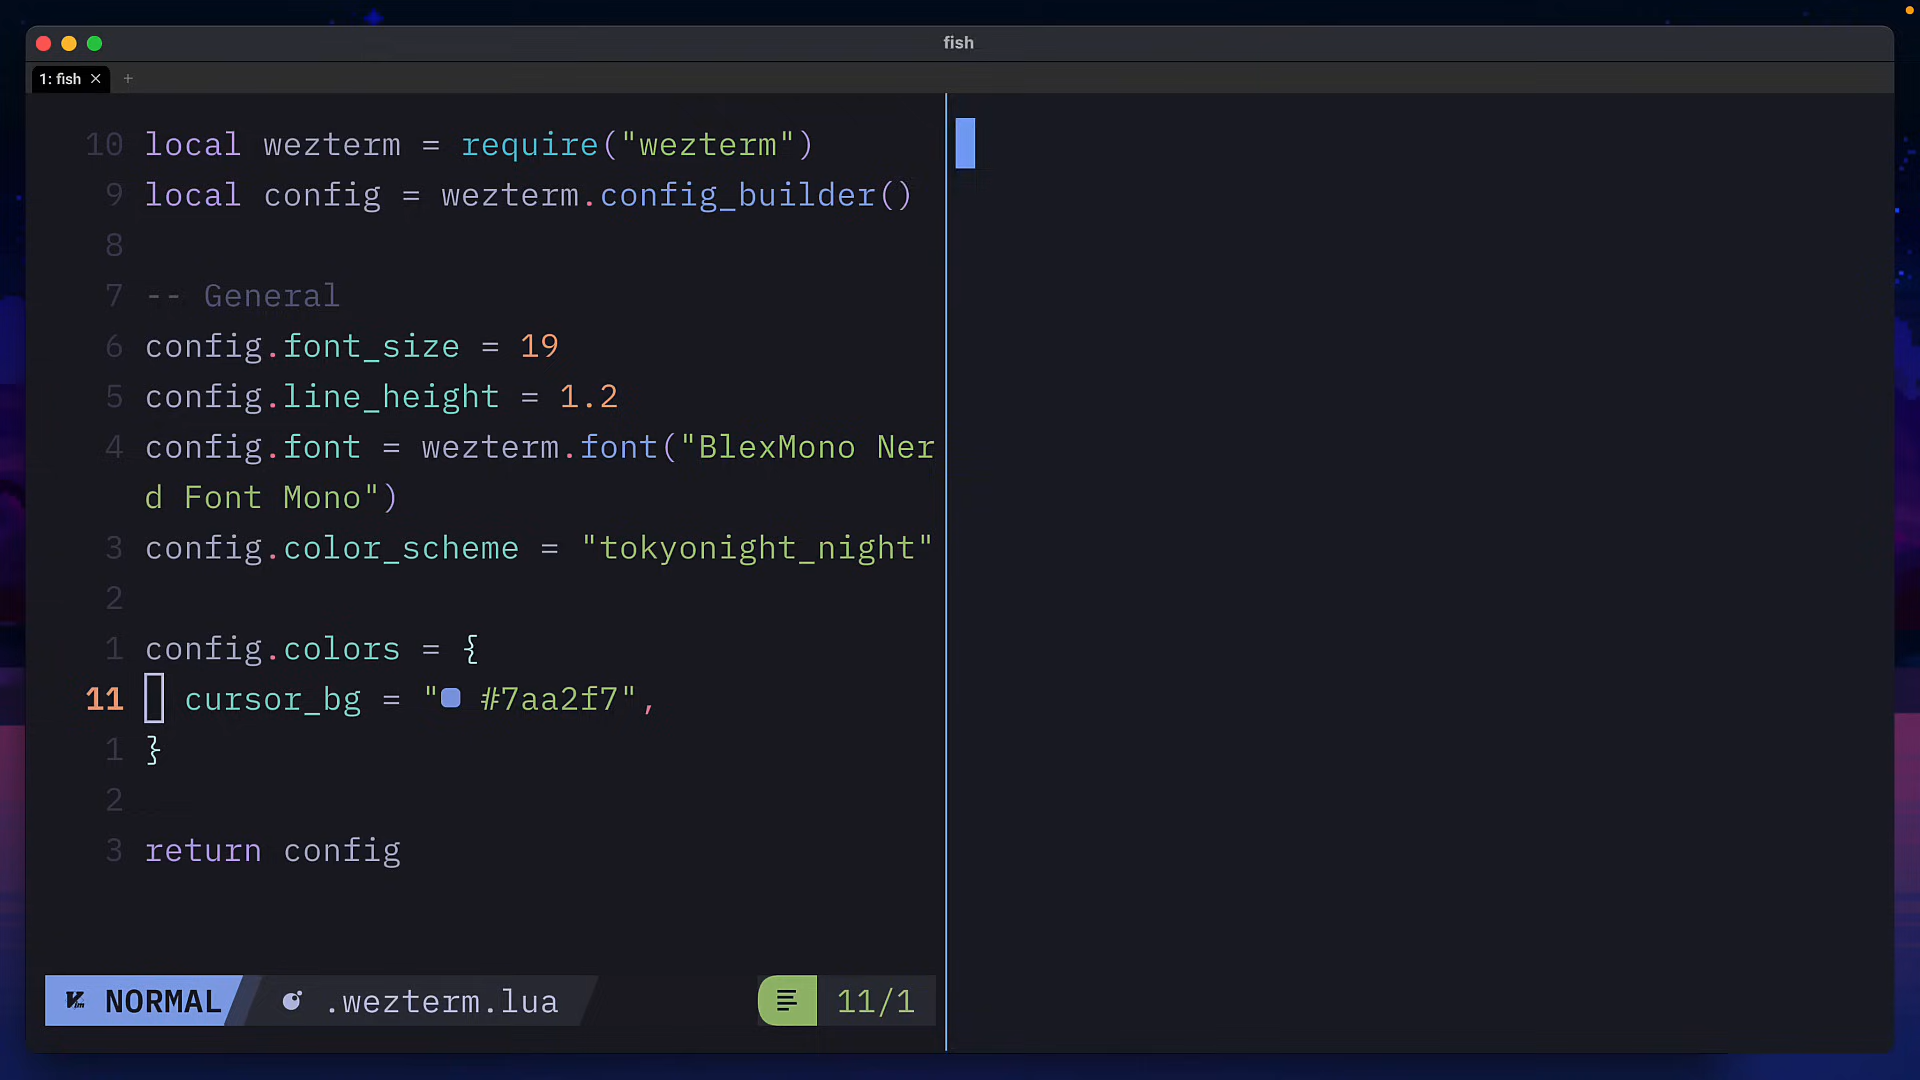 fish
1: fish × +
10 local wezterm = require("wezterm")
9 local config = wezterm.config_builder()
8
7 -- General
6 config.font_size = 19
5 config.line_height = 1.2
4 config.font = wezterm.font("BlexMono Ner
d Font Mono")
3 config.color_scheme = "tokyonight_night"
2
1 config.colors = {
11 cursor_bg = " #7aa2f7",
1 }
2
3 return config
NORMAL .wezterm.lua 11/1